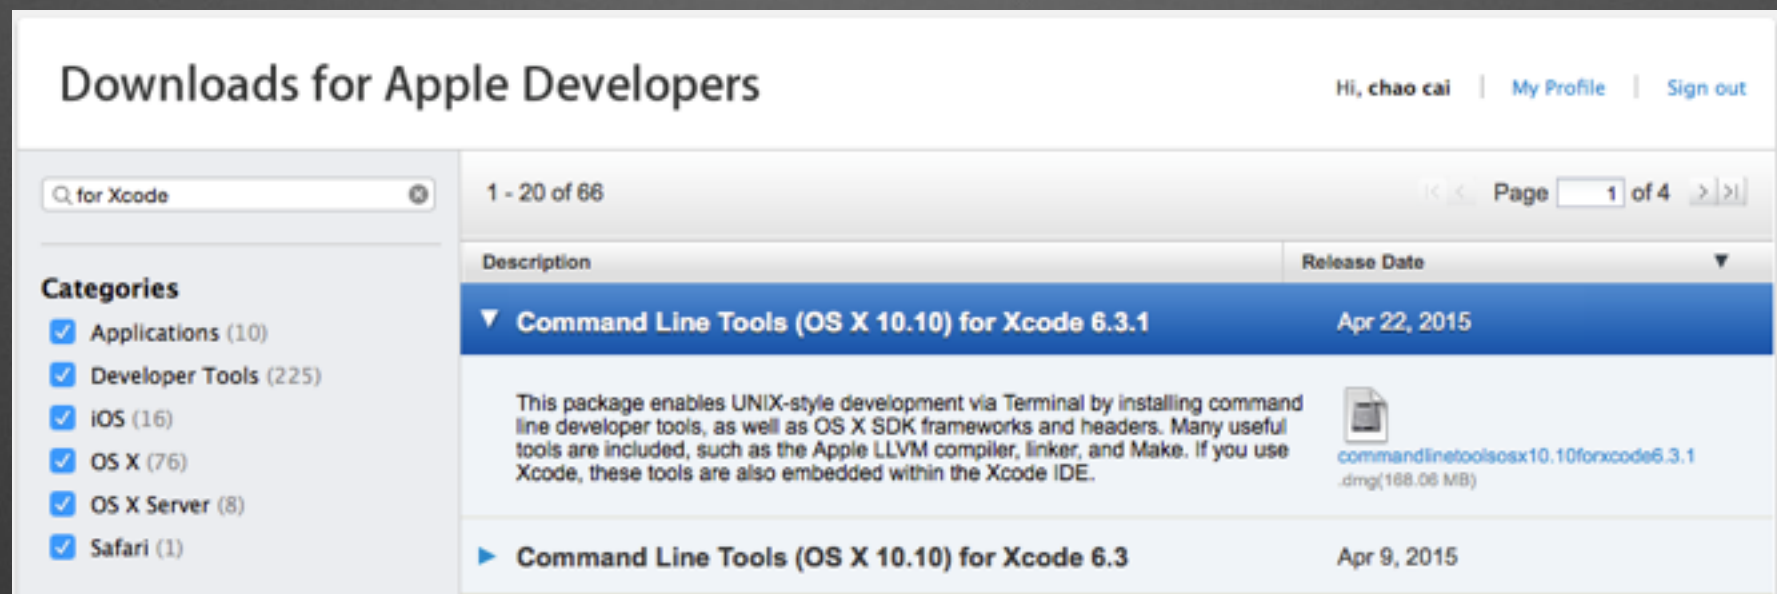 Downloads for Apple Developers
Hi, chao cai | My Profile | Sign out
for Xcode
1 - 20 of 66
Page 1 of 4
Categories
Applications (10)
Developer Tools (225)
iOS (16)
OS X (76)
OS X Server (8)
Safari (1)
Description
Release Date
Command Line Tools (OS X 10.10) for Xcode 6.3.1
Apr 22, 2015
This package enables UNIX-style development via Terminal by installing command
line developer tools, as well as OS X SDK frameworks and headers. Many useful
tools are included, such as the Apple LLVM compiler, linker, and Make. If you use
Xcode, these tools are also embedded within the Xcode IDE.
commandlinetoolsosx10.10forxcode6.3.1
.dmg(168.06 MB)
Command Line Tools (OS X 10.10) for Xcode 6.3
Apr 9, 2015